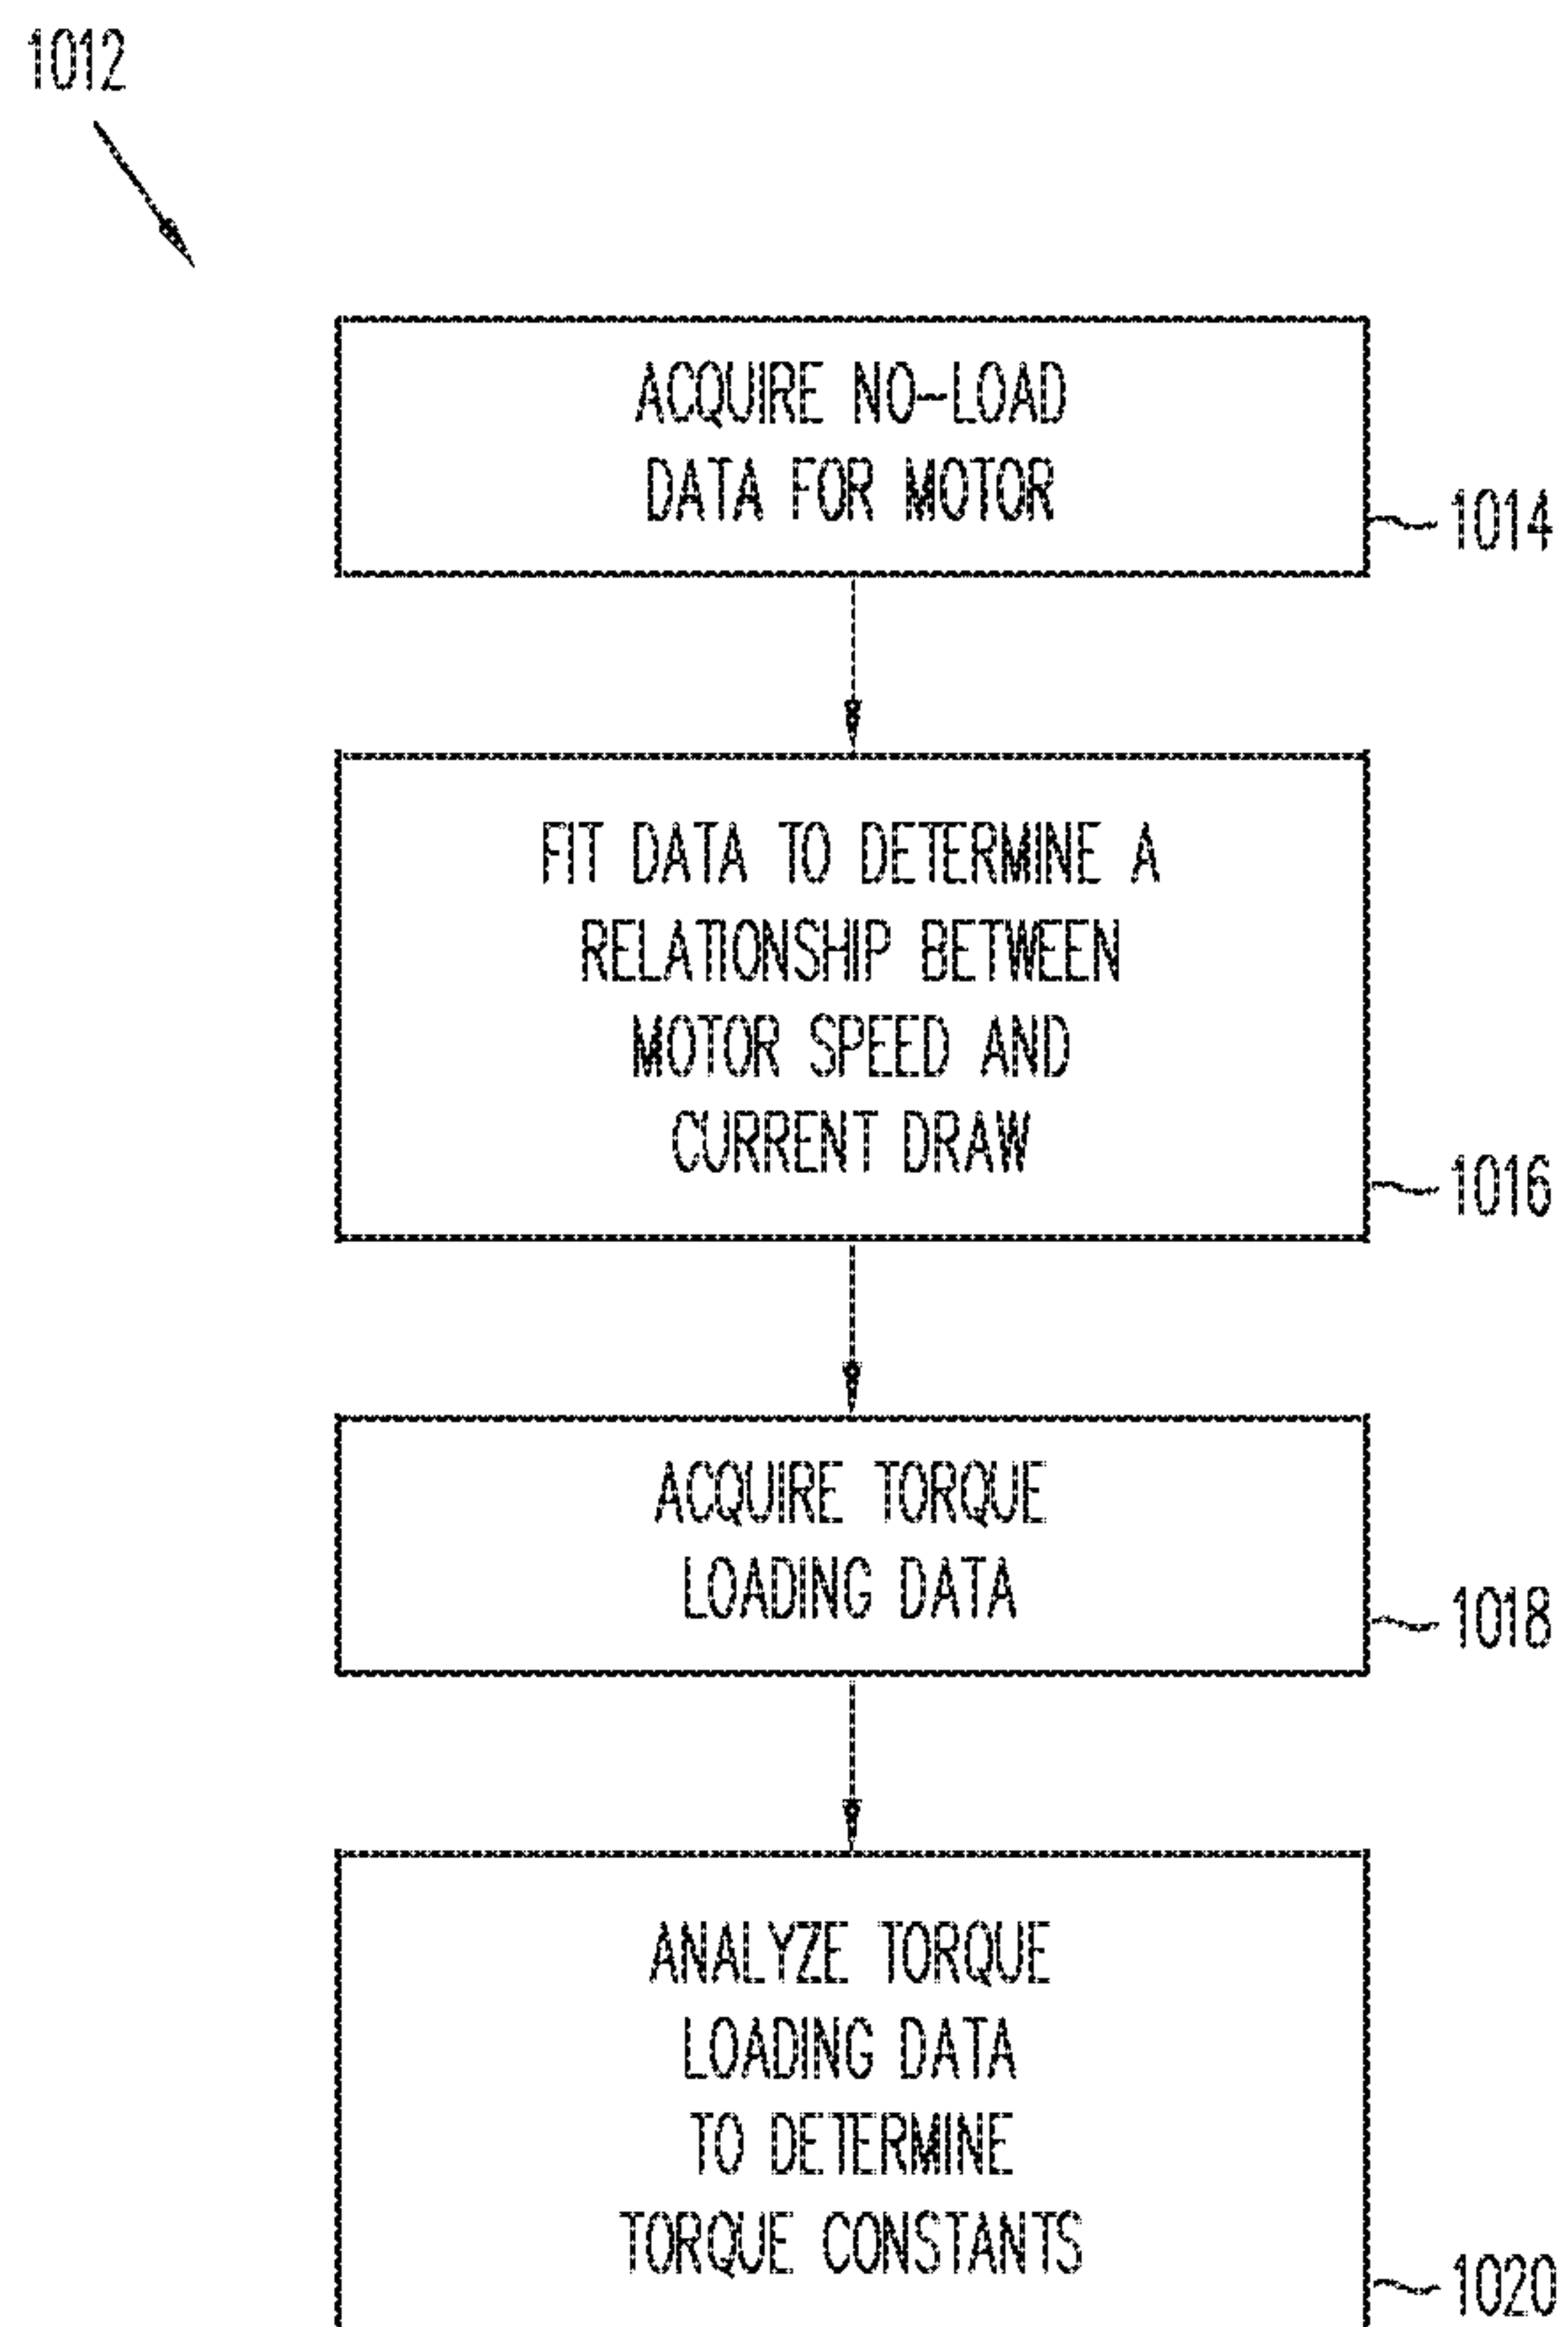 1012
ACQUIRE NO-LOAD
DATA FOR MOTOR
1014
FIT DATA TO DETERMINE A
RELATIONSHIP BETWEEN
MOTOR SPEED AND
CURRENT DRAW
1016
ACQUIRE TORQUE
LOADING DATA
1018
ANALYZE TORQUE
LOADING DATA
TO DETERMINE
TORQUE CONSTANTS
1020